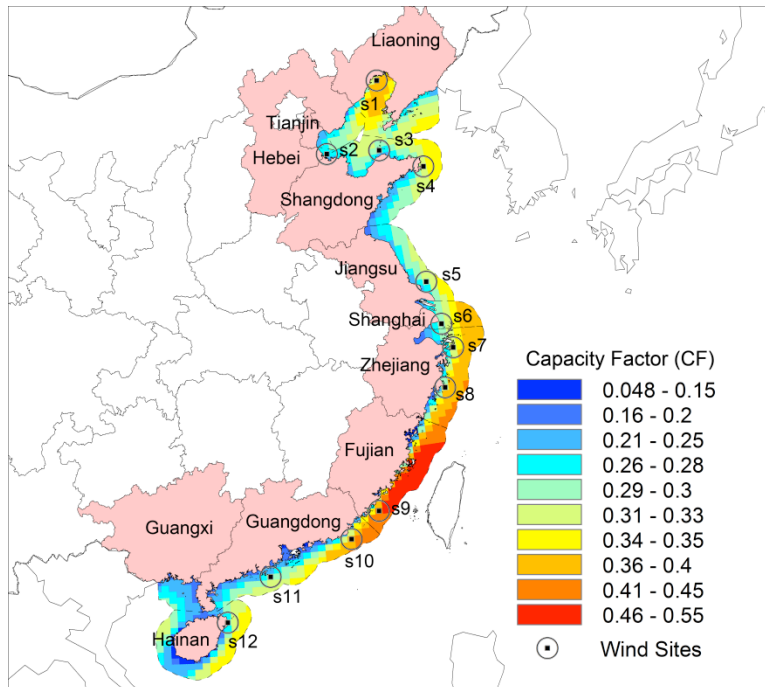 Liaoning
s1
Tianjin
s3
Hebei
s2
s4
Shangdong
Jiangsu
s5
Shanghai
s6
s7
Zhejiang
s8
Fujian
s9
Guangdong
Guangxi
s10
s11
Hainan
s12
Capacity Factor (CF)
0.048 - 0.15
0.16 - 0.2
0.21 - 0.25
0.26 - 0.28
0.29 - 0.3
0.31 - 0.33
0.34 - 0.35
0.36 - 0.4
0.41 - 0.45
0.46 - 0.55
Wind Sites